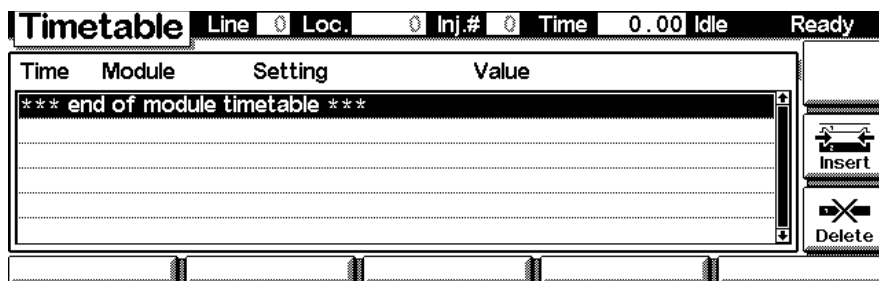 Timetable Line 0 Loc. 0 Inj.# 0 Time 0.00 Idle Ready
Time Module Setting Value
*** end of module timetable ***
Insert
Delete